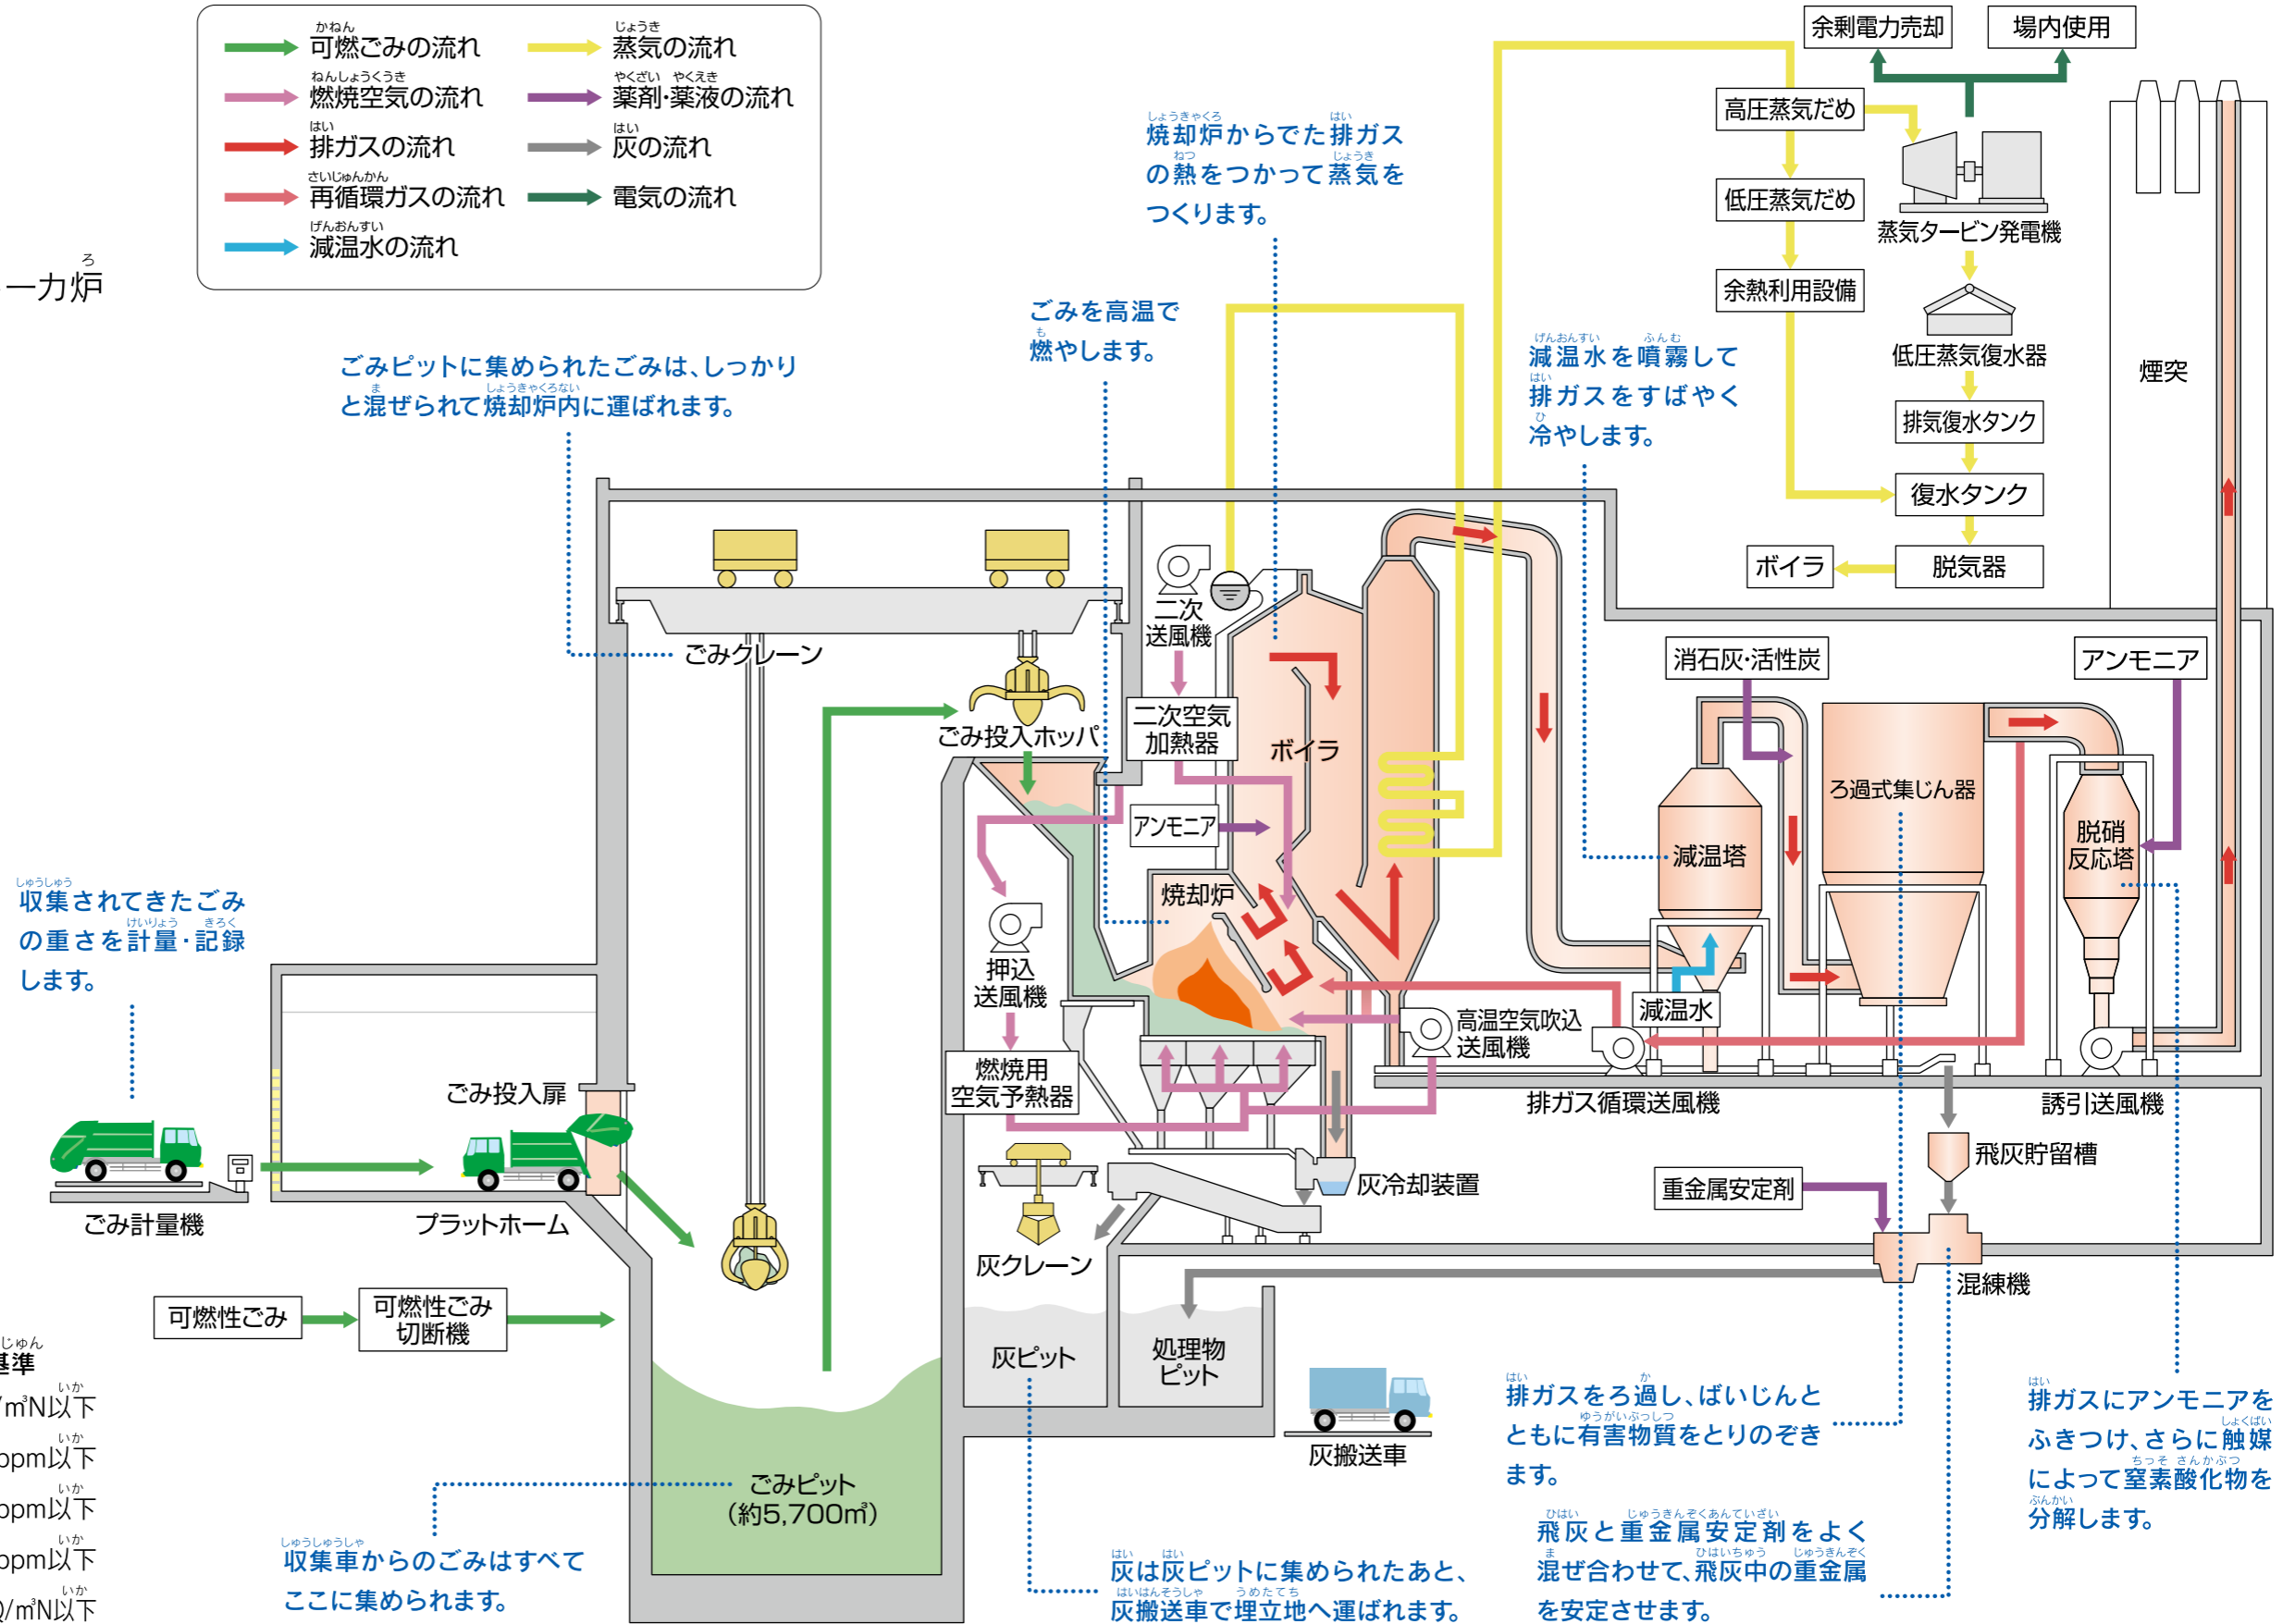 可燃ごみの流れ
燃焼空気の流れ
排ガスの流れ
再循環ガスの流れ
減温水の流れ
蒸気の流れ
薬剤・薬液の流れ
灰の流れ
電気の流れ
ーカ炉
ごみピットに集められたごみは、しっかり
と混ぜられて焼却炉内に運ばれます。
ごみを高温で
燃やします。
焼却炉からでた排ガス
の熱をつかって蒸気を
つくります。
減温水を噴霧して
排ガスをすばやく
冷やします。
余剰電力売却
場内使用
高圧蒸気だめ
低圧蒸気だめ
余熱利用設備
蒸気タービン発電機
低圧蒸気復水器
排気復水タンク
復水タンク
脱気器
ボイラ
煙突
ごみクレーン
ごみ投入ホッパ
二次
送風機
二次空気
加熱器
ボイラ
アンモニア
焼却炉
押込
送風機
燃焼用
空気予熱器
消石灰・活性炭
アンモニア
ろ過式集じん器
減温塔
脱硝
反応塔
減温水
高温空気吹込
送風機
排ガス循環送風機
誘引送風機
飛灰貯留槽
重金属安定剤
混練機
収集されてきたごみ
の重さを計量・記録
します。
ごみ計量機
ごみ投入扉
プラットホーム
可燃性ごみ
可燃性ごみ
切断機
灰クレーン
灰冷却装置
灰ピット
処理物
ピット
灰搬送車
ごみピット
(約5,700㎥)
収集車からのごみはすべて
ここに集められます。
灰は灰ピットに集められたあと、
灰搬送車で埋立地へ運ばれます。
排ガスをろ過し、ばいじんと
ともに有害物質をとりのぞき
ます。
飛灰と重金属安定剤をよく
混ぜ合わせて、飛灰中の重金属
を安定させます。
排ガスにアンモニアを
ふきつけ、さらに触媒
によって窒素酸化物を
分解します。
基準
/㎥N以下
ppm以下
ppm以下
ppm以下
Q/㎥N以下